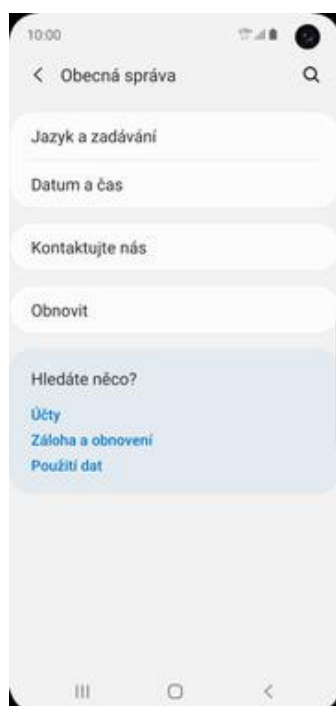 10:00
Obecná správa
Jazyk a zadávání
Datum a čas
Kontaktujte nás
Obnovit
Hledáte něco?
Účty
Záloha a obnovení
Použití dat